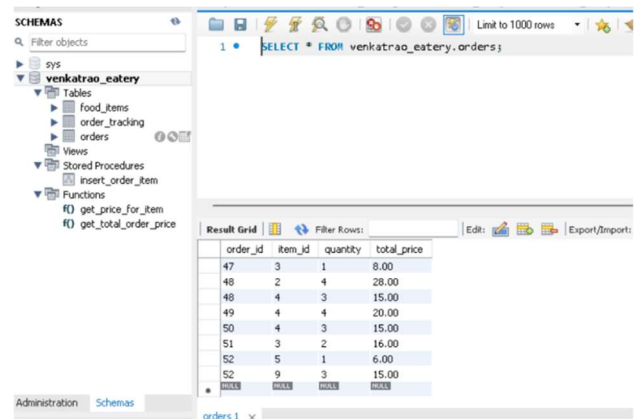 SCHEMAS
Filter objects
sys
venkatrao_eatery
Tables
food_items
order_tracking
orders
Views
Stored Procedures
insert_order_item
Functions
f() get_price_for_item
f() get_total_order_price
Administration Schemas
Limit to 1000 rows
1 SELECT * FROM venkatrao_eatery.orders;
Result Grid Filter Rows: Edit: Export/Import:
order_id item_id quantity total_price
47 3 1 8.00
48 2 4 28.00
48 4 3 15.00
49 4 4 20.00
50 4 3 15.00
51 3 2 16.00
52 5 1 6.00
52 9 3 15.00
NULL NULL NULL NULL
orders 1